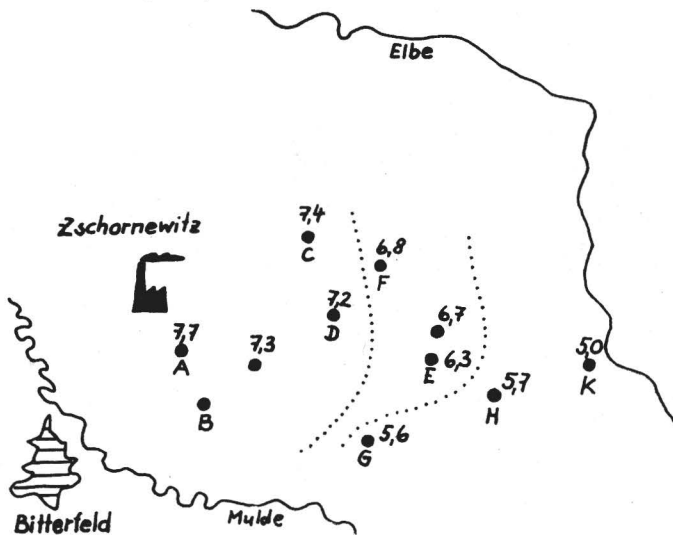 Elbe
Zschornewitz
7,4
C
6,8
F
7,2
D
6,7
7,7
A
7,3
E 6,3
5,0
K
5,7
H
B
5,6
G
Bitterfeld
Mulde